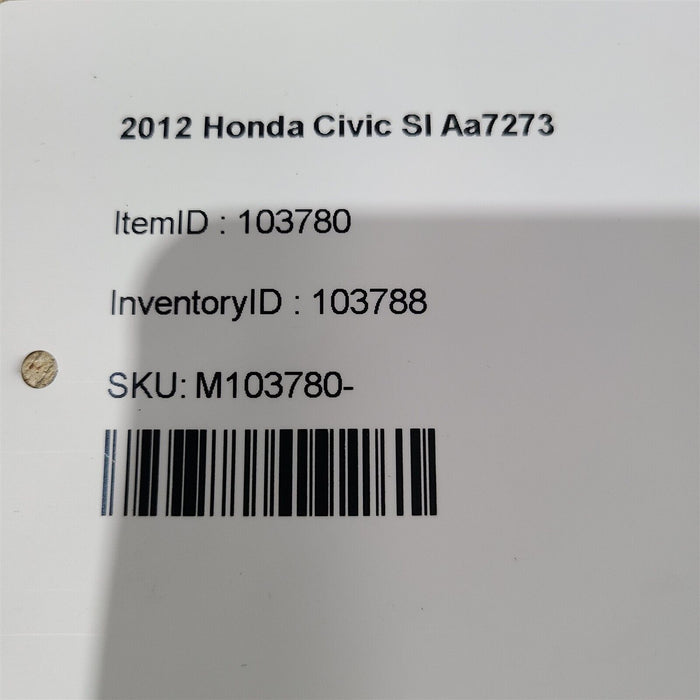 2012 Honda Civic SI Aa7273
ItemID : 103780
InventoryID : 103788
SKU: M103780-